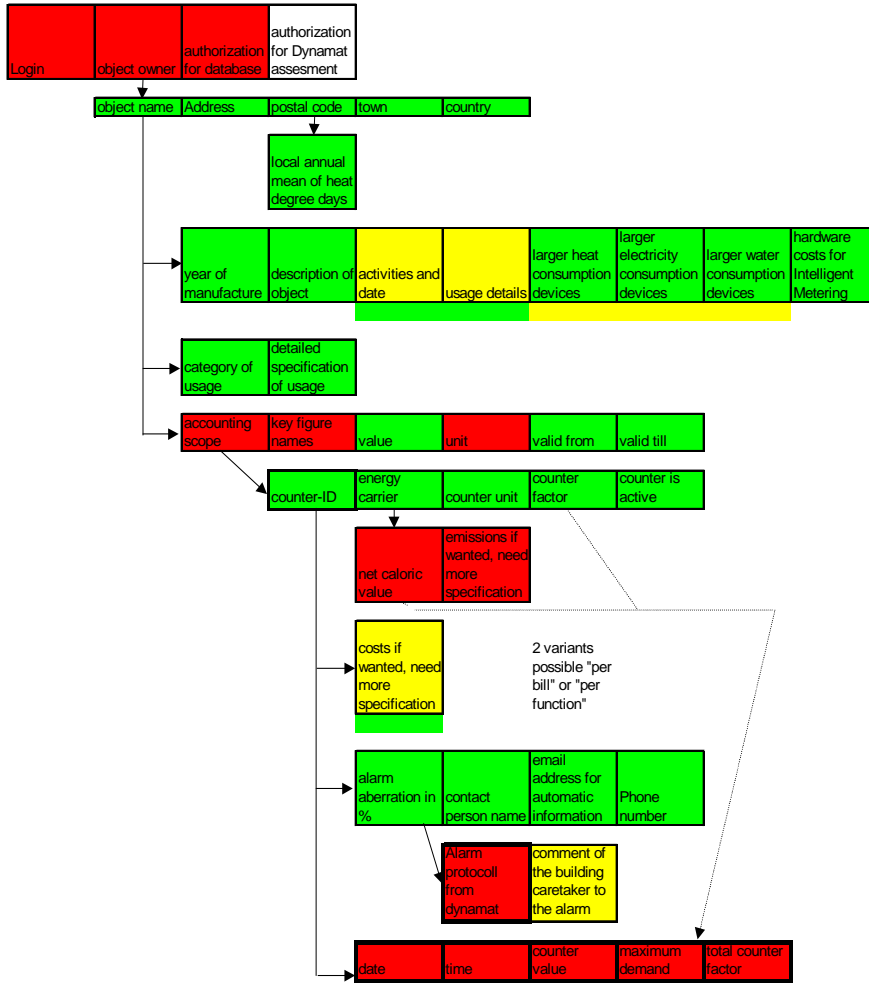 Login
object owner
authorization
for database
authorization
for Dynamat
assesment
object name
Address
postal code
town
country
local annual
mean of heat
degree days
year of
manufacture
description of
object
activities and
date
usage details
larger heat
consumption
devices
larger
electricity
consumption
devices
larger water
consumption
devices
hardware
costs for
Intelligent
Metering
category of
usage
detailed
specification
of usage
accounting
scope
key figure
names
value
unit
valid from
valid till
counter-ID
energy
carrier
counter unit
counter
factor
counter is
active
net caloric
value
emissions if
wanted, need
more
specification
costs if
wanted, need
more
specification
2 variants
possible "per
bill" or "per
function"
alarm
aberration in
%
contact
person name
email
address for
automatic
information
Phone
number
Alarm
protocoll
from
dynamat
comment of
the building
caretaker to
the alarm
date
time
counter
value
maximum
demand
total counter
factor